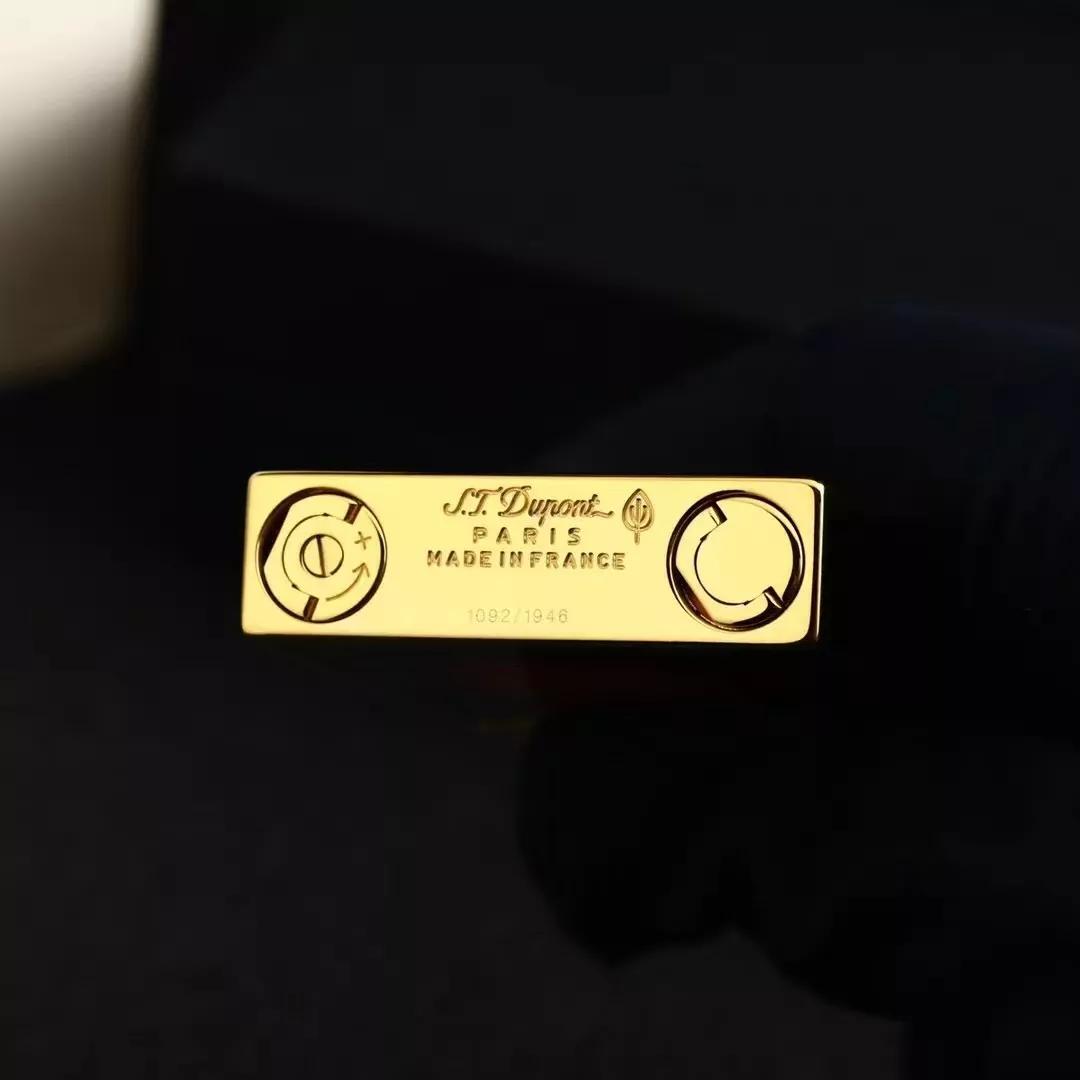 S.T. Dupont
PARIS
MADE IN FRANCE
1092/1946
+